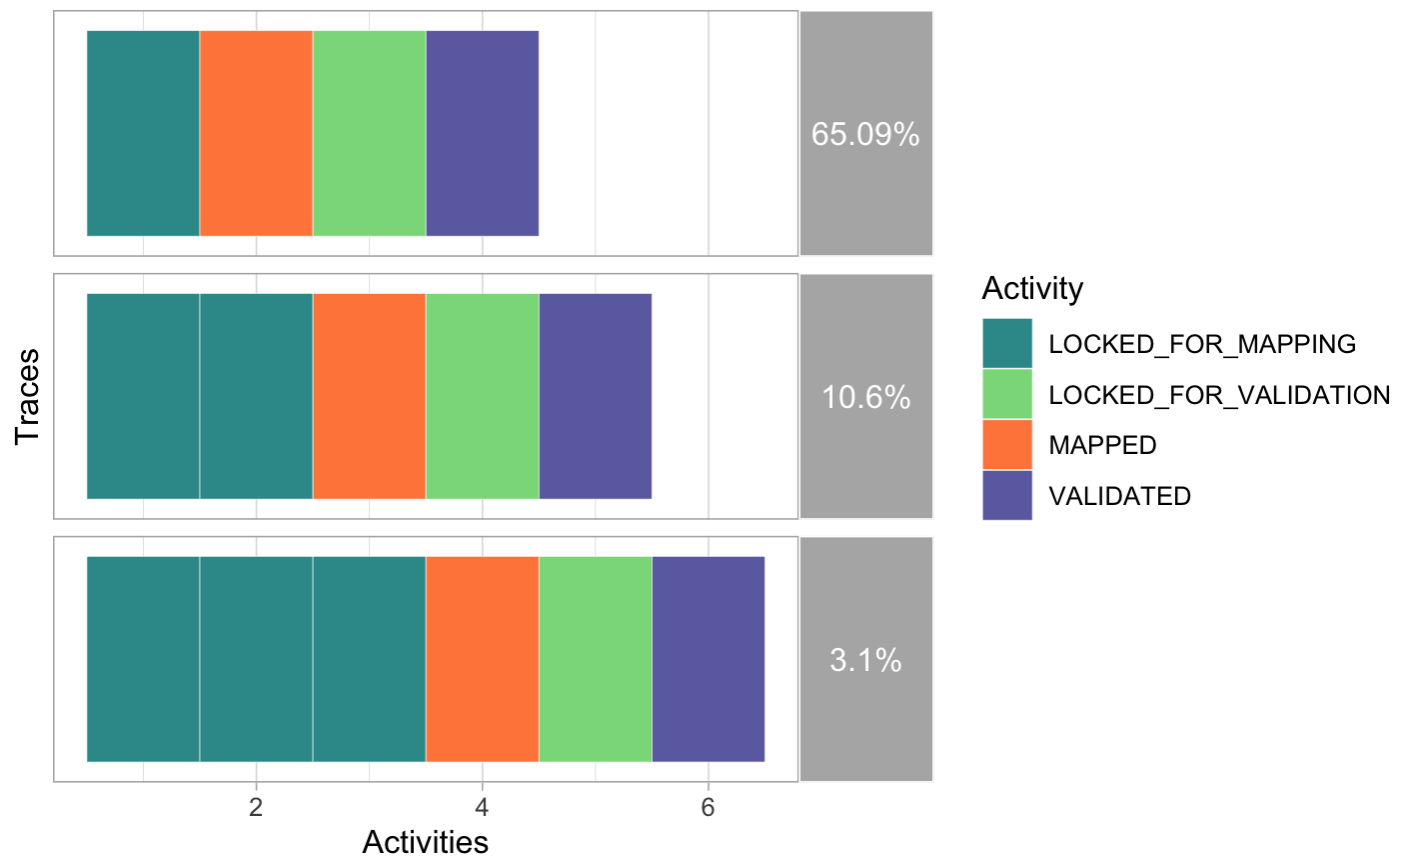 65.09%
10.6%
3.1%
Traces
2
4
6
Activities
Activity
LOCKED_FOR_MAPPING
LOCKED_FOR_VALIDATION
MAPPED
VALIDATED